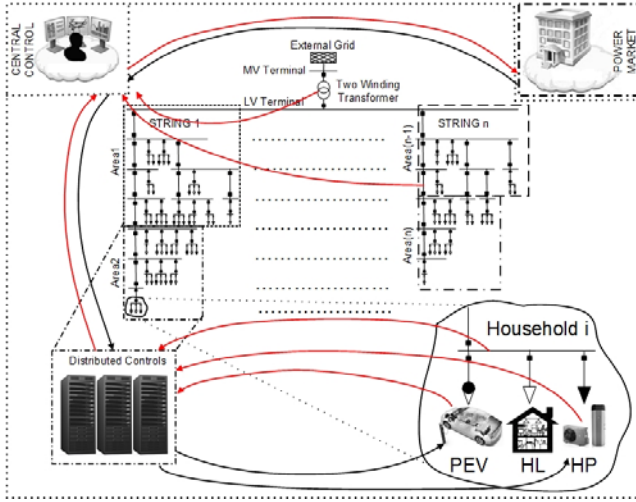 CENTRAL
CONTROL
External Grid
MV Terminal
Two Winding
Transformer
LV Terminal
POWER
MARKET
STRING 1
STRING n
Area1
Area[n-1]
Area2
Area[n]
Distributed Controls
Household i
PEV
HL
HP